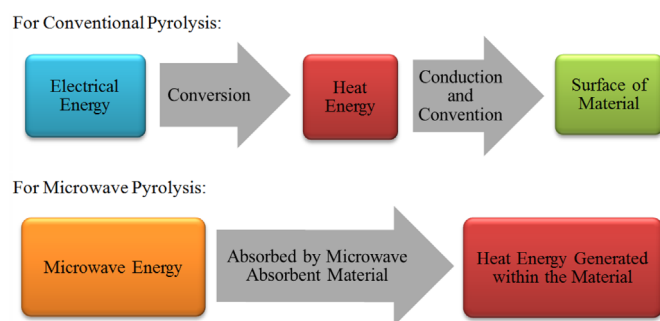 For Conventional Pyrolysis:
Electrical
Energy
Conversion
Heat
Energy
Conduction
and
Convention
Surface of
Material
For Microwave Pyrolysis:
Microwave Energy
Absorbed by Microwave
Absorbent Material
Heat Energy Generated
within the Material